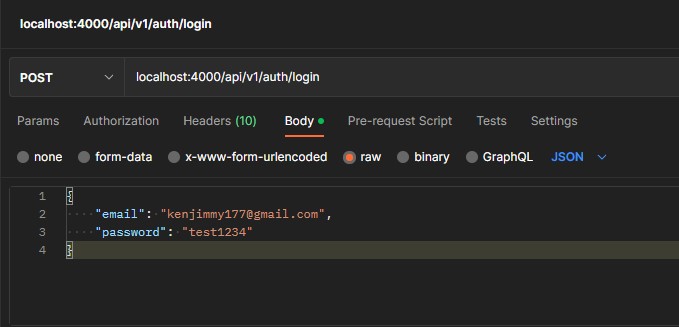 localhost:4000/api/v1/auth/login
POST localhost:4000/api/v1/auth/login
Params Authorization Headers (10) Body Pre-request Script Tests Settings
none form-data x-www-form-urlencoded raw binary GraphQL JSON
1 {
2 ····"email":·"kenjimmy177@gmail.com",
3 ····"password":·"test1234"
4 }